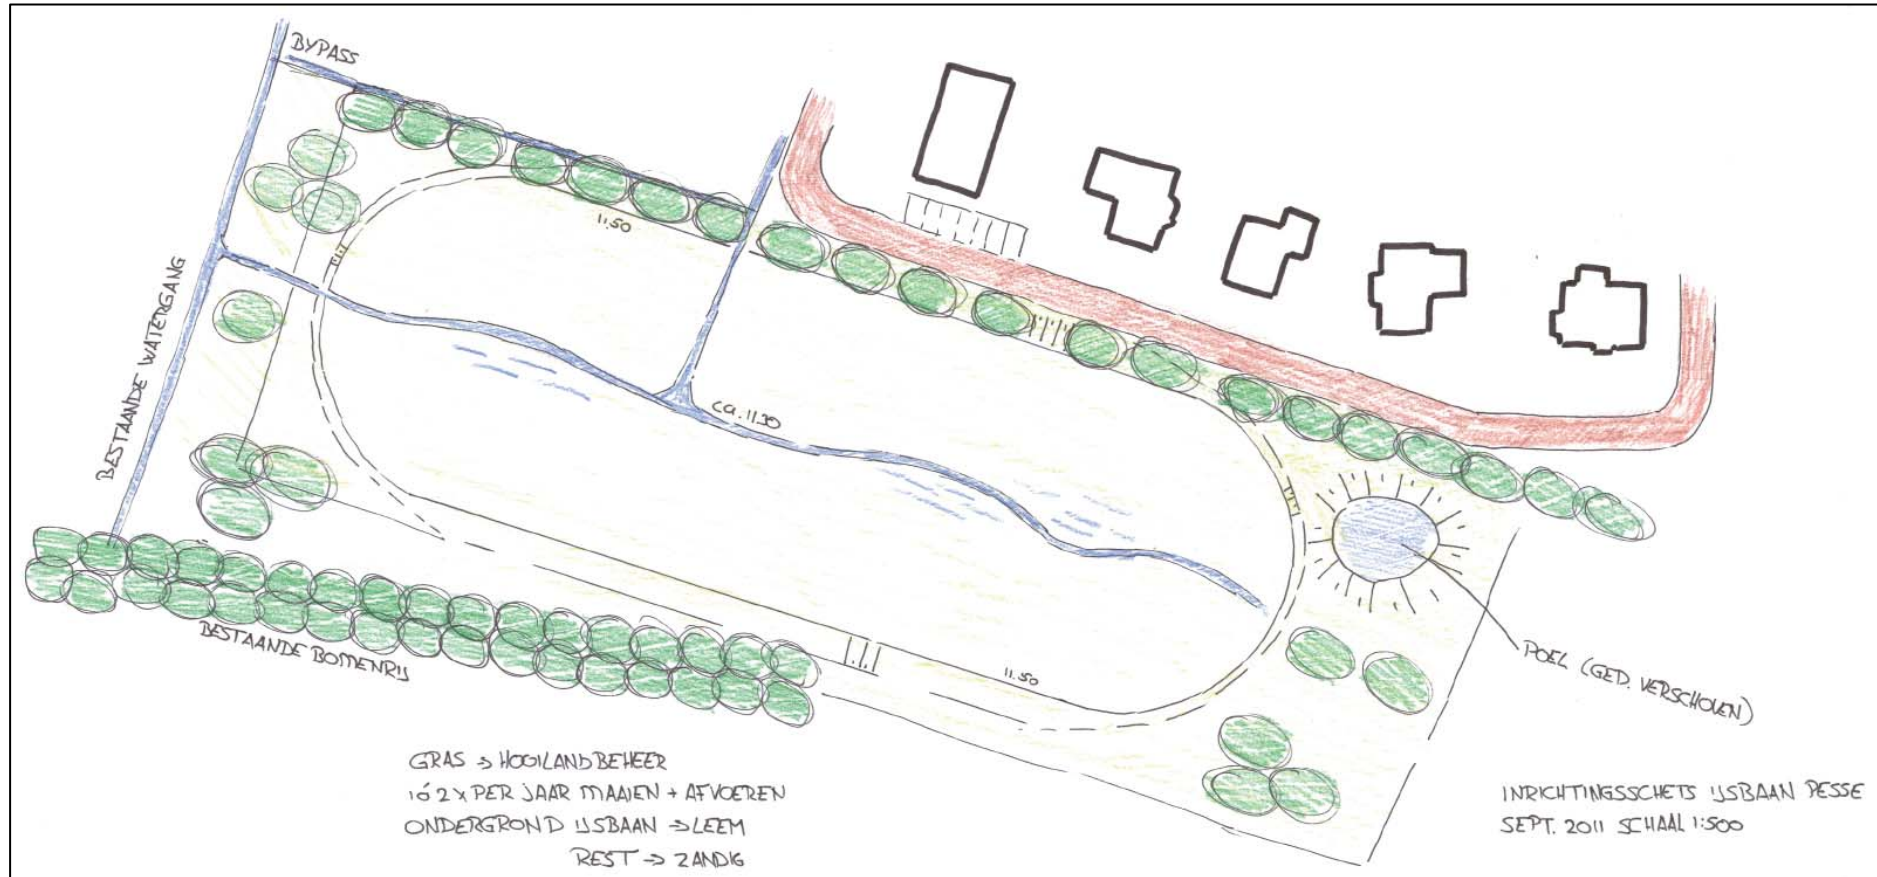 BYPASS
11.50
BESTAANDE WATERGANG
ca. 11.30
11.50
POEL (GED. VERSCHOVEN)
BESTAANDE BOMENRIJ
GRAS → HOOILANDBEHEER
1 ó 2 x PER JAAR MAAIEN + AFVOEREN
ONDERGROND IJSBAAN → LEEM
REST → ZANDIG
INRICHTINGSSCHETS IJSBAAN PESSE
SEPT. 2011 SCHAAL 1:500